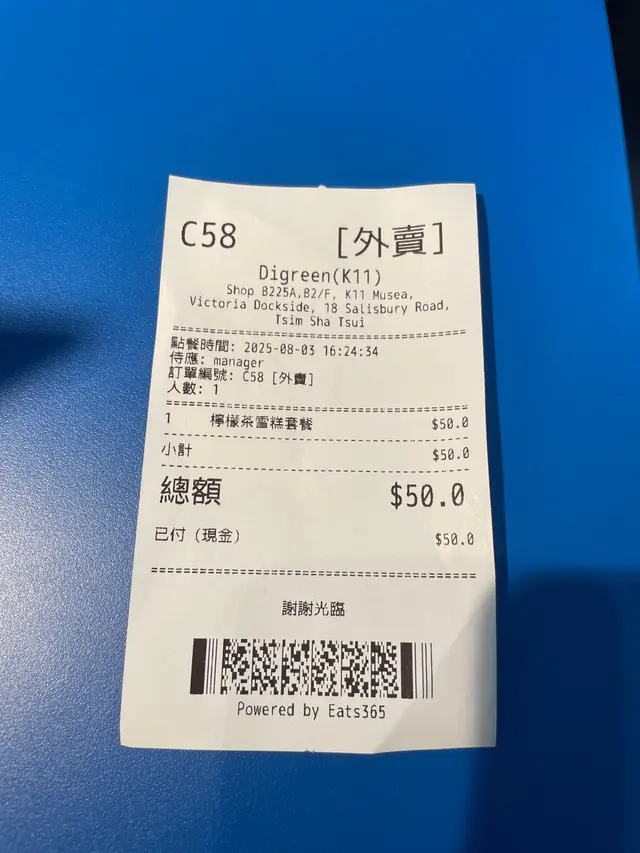 C58 [外賣]
Digreen(K11)
Shop B225A,B2/F, K11 Musea,
Victoria Dockside, 18 Salisbury Road,
Tsim Sha Tsui
點餐時間: 2025-08-03 16:24:34
侍應: manager
訂單編號: C58 [外賣]
人數: 1
1 檸檬茶雪糕套餐 $50.0
小計 $50.0
總額 $50.0
已付 (現金) $50.0
謝謝光臨
Powered by Eats365